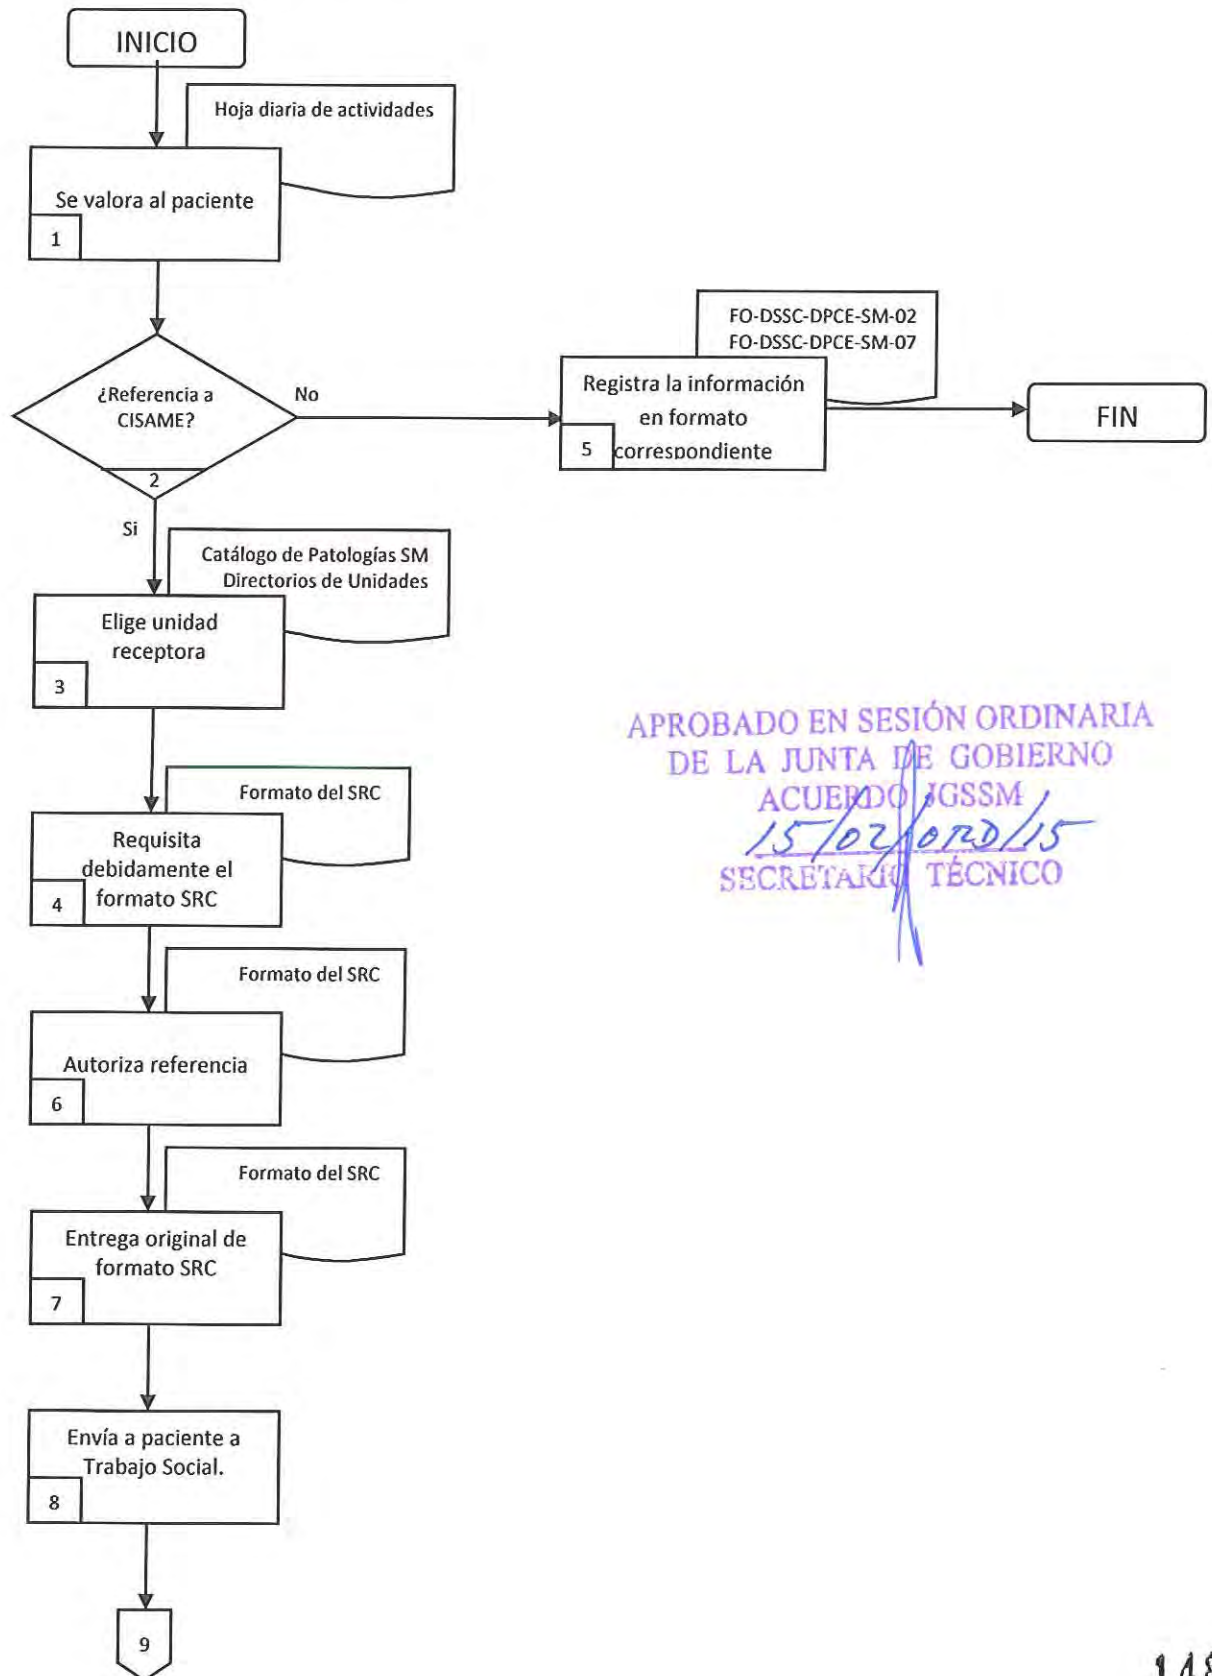 INICIO
Hoja diaria de actividades
Se valora al paciente
1
¿Referencia a
CISAME?
2
No
Si
FO-DSSC-DPCE-SM-02
FO-DSSC-DPCE-SM-07
Registra la información
en formato
correspondiente
5
FIN
Catálogo de Patologías SM
Directorios de Unidades
Elige unidad
receptora
3
Formato del SRC
Requisita
debidamente el
formato SRC
4
APROBADO EN SESIÓN ORDINARIA
DE LA JUNTA DE GOBIERNO
ACUERDO JGSSM
15/02/ORD/15
SECRETARIO TÉCNICO
Formato del SRC
Autoriza referencia
6
Formato del SRC
Entrega original de
formato SRC
7
Envía a paciente a
Trabajo Social.
8
9